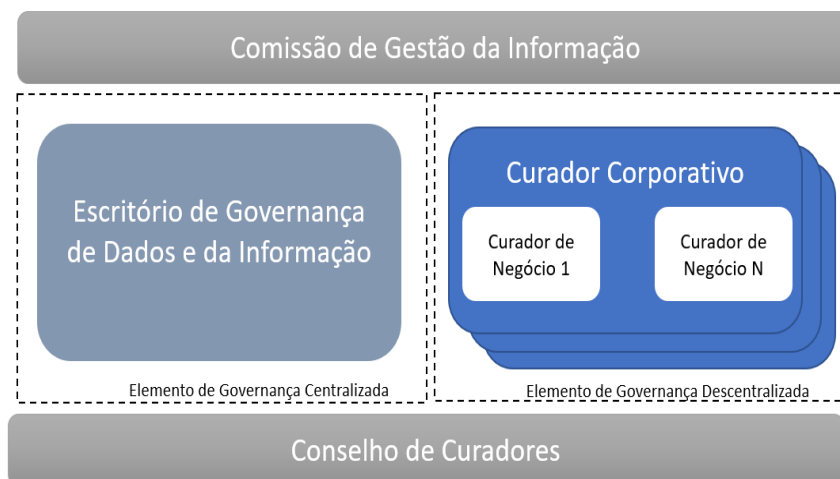 Comissão de Gestão da Informação
Escritório de Governança
de Dados e da Informação
Elemento de Governança Centralizada
Curador Corporativo
Curador de
Negócio 1
Curador de
Negócio N
Elemento de Governança Descentralizada
Conselho de Curadores